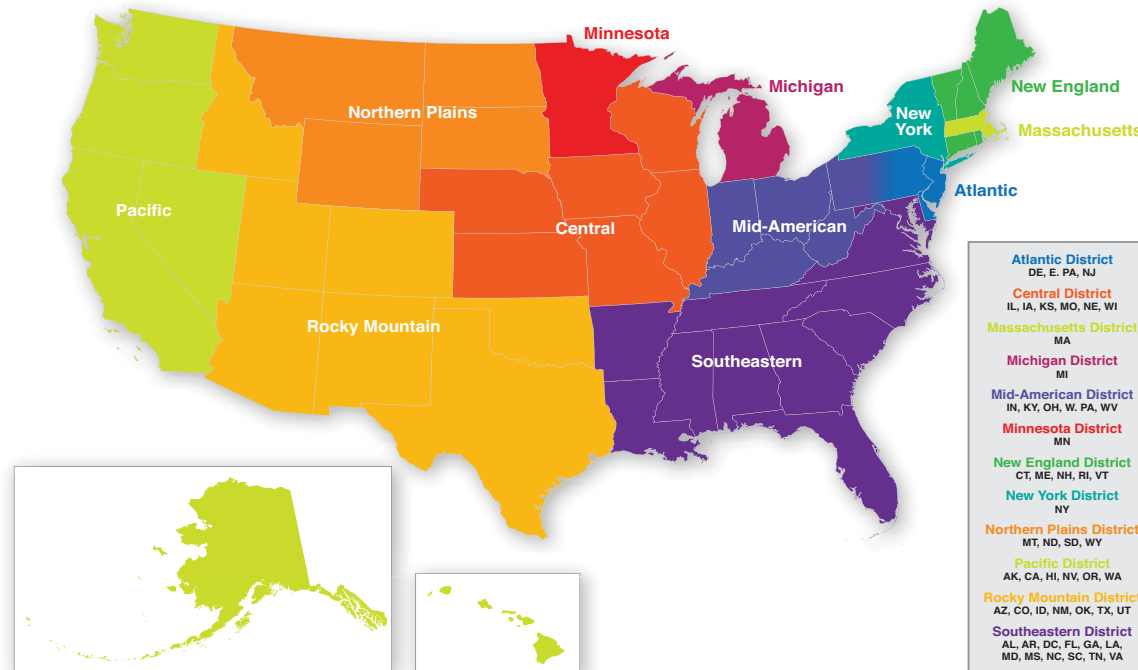 Minnesota
Michigan
New England
Northern Plains
New
York
Massachusetts
Atlantic
Pacific
Central
Mid-American
Rocky Mountain
Southeastern
Atlantic District
DE, E. PA, NJ
Central District
IL, IA, KS, MO, NE, WI
Massachusetts District
MA
Michigan District
MI
Mid-American District
IN, KY, OH, W. PA, WV
Minnesota District
MN
New England District
CT, ME, NH, RI, VT
New York District
NY
Northern Plains District
MT, ND, SD, WY
Pacific District
AK, CA, HI, NV, OR, WA
Rocky Mountain District
AZ, CO, ID, NM, OK, TX, UT
Southeastern District
AL, AR, DC, FL, GA, LA,
MD, MS, NC, SC, TN, VA